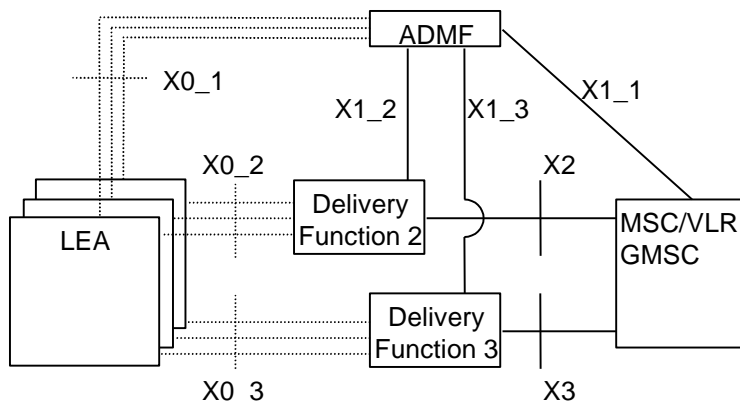 ADMF
X0_1
X1_1
X1_2
X1_3
X0_2
X2
Delivery
Function 2
MSC/VLR
GMSC
LEA
Delivery
Function 3
X0_3
X3